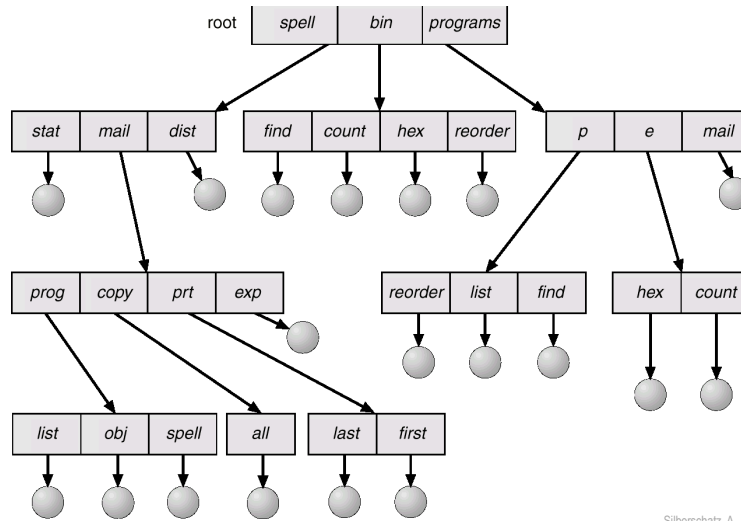 root spell bin programs
stat mail dist find count hex reorder p e mail
prog copy prt exp reorder list find hex count
list obj spell all last first